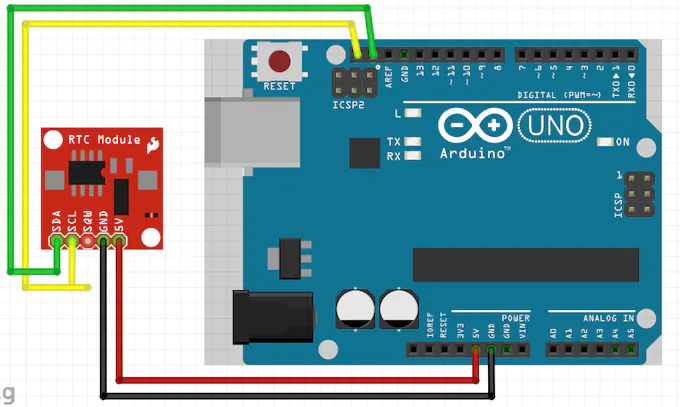 RESET
ICSP2
AREF
GND
13
12
~11
~10
~9
8
7
~6
~5
4
~3
2
TX0▶1
RX0◀0
DIGITAL (PWM=~)
L
TX
RX
UNO
Arduino™
ON
1
ICSP
RTC Module
SDA
SCL
SQW
GND
5V
POWER
ANALOG IN
IOREF
RESET
3V3
5V
GND
GND
VIN
A0
A1
A2
A3
A4
A5
g